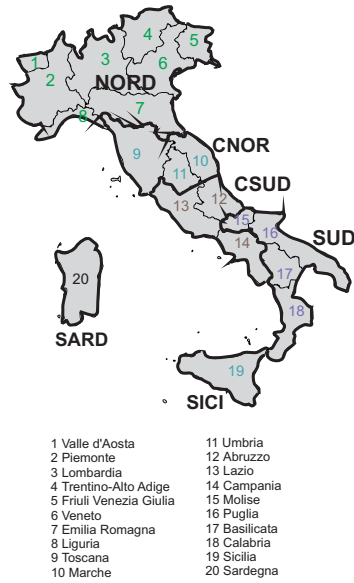 4
5
3
1
6
2
NORD
7
8
CNOR
9
10
11
CSUD
12
13
15
16
SUD
14
17
20
18
SARD
19
SICI
1 Valle d'Aosta
2 Piemonte
3 Lombardia
4 Trentino-Alto Adige
5 Friuli Venezia Giulia
6 Veneto
7 Emilia Romagna
8 Liguria
9 Toscana
10 Marche
11 Umbria
12 Abruzzo
13 Lazio
14 Campania
15 Molise
16 Puglia
17 Basilicata
18 Calabria
19 Sicilia
20 Sardegna